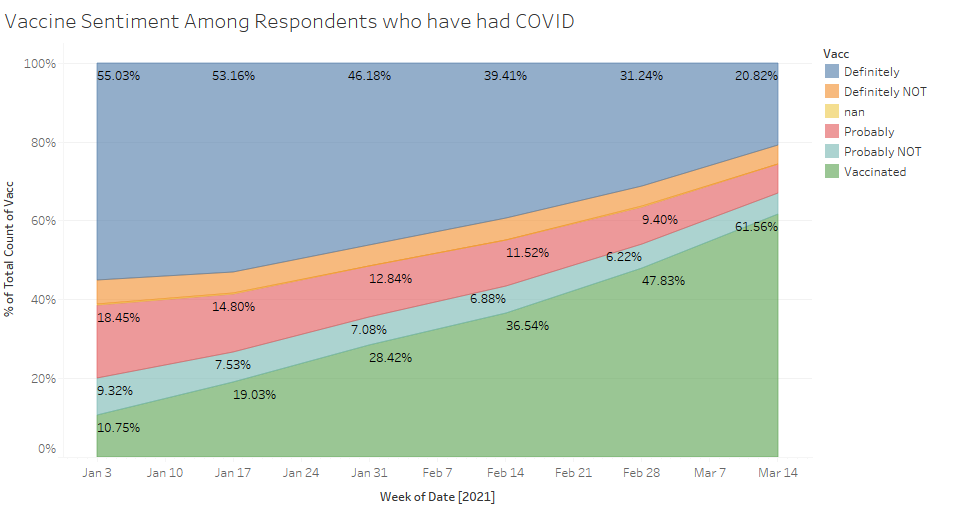 Vaccine Sentiment Among Respondents who have had COVID
Vacc
Definitely
Definitely NOT
nan
Probably
Probably NOT
Vaccinated
% of Total Count of Vacc
100%
80%
60%
40%
20%
0%
55.03% 53.16% 46.18% 39.41% 31.24% 20.82%
18.45% 14.80% 12.84% 11.52% 9.40%
9.32% 7.53% 7.08% 6.88% 6.22%
10.75% 19.03% 28.42% 36.54% 47.83% 61.56%
Jan 3 Jan 10 Jan 17 Jan 24 Jan 31 Feb 7 Feb 14 Feb 21 Feb 28 Mar 7 Mar 14
Week of Date [2021]